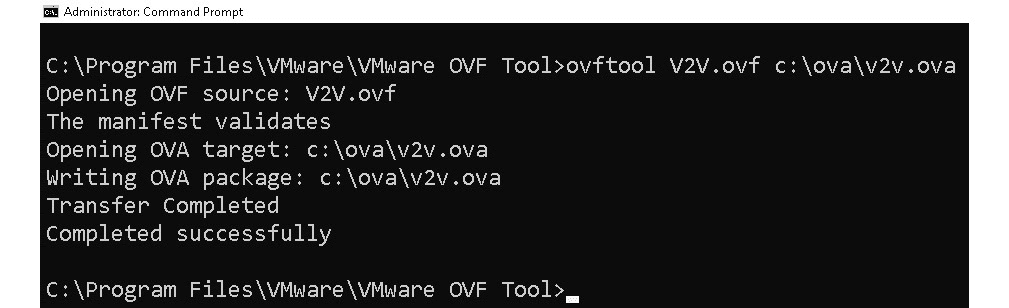 Administrator: Command Prompt
C:\Program Files\VMware\VMware OVF Tool>ovftool V2V.ovf c:\ova\v2v.ova
Opening OVF source: V2V.ovf
The manifest validates
Opening OVA target: c:\ova\v2v.ova
Writing OVA package: c:\ova\v2v.ova
Transfer Completed
Completed successfully
C:\Program Files\VMware\VMware OVF Tool>